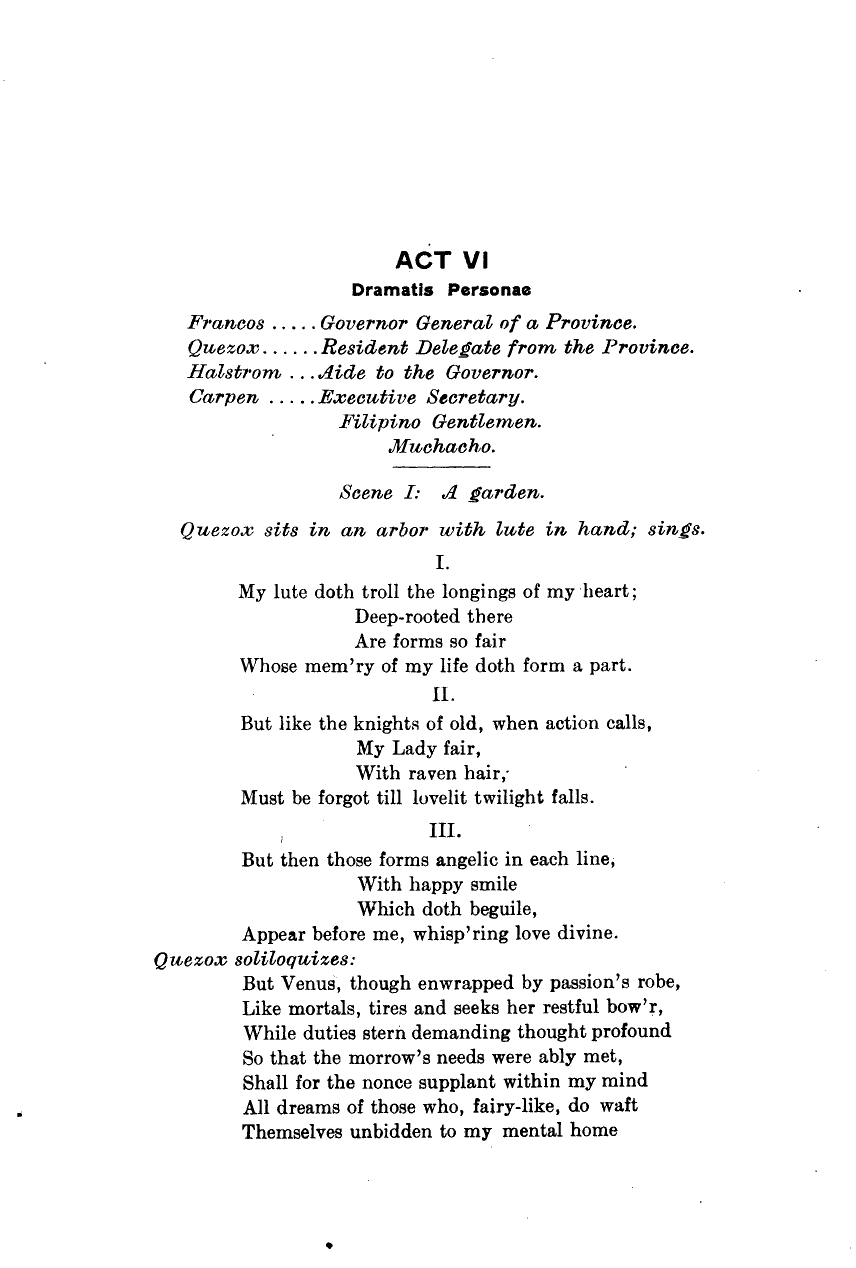 ACT VI
Dramatis Personae
Francos ..... Governor General of a Province.
Quezox...... Resident Delegate from the Province.
Halstrom ... Aide to the Governor.
Carpen ..... Executive Secretary.
Filipino Gentlemen.
Muchacho.
Scene I: A garden.
Quezox sits in an arbor with lute in hand; sings.
I.
My lute doth troll the longings of my heart;
Deep-rooted there
Are forms so fair
Whose mem'ry of my life doth form a part.
II.
But like the knights of old, when action calls,
My Lady fair,
With raven hair,
Must be forgot till lovelit twilight falls.
III.
But then those forms angelic in each line,
With happy smile
Which doth beguile,
Appear before me, whisp'ring love divine.
Quezox soliloquizes:
But Venus, though enwrapped by passion's robe,
Like mortals, tires and seeks her restful bow'r,
While duties stern demanding thought profound
So that the morrow's needs were ably met,
Shall for the nonce supplant within my mind
All dreams of those who, fairy-like, do waft
Themselves unbidden to my mental home